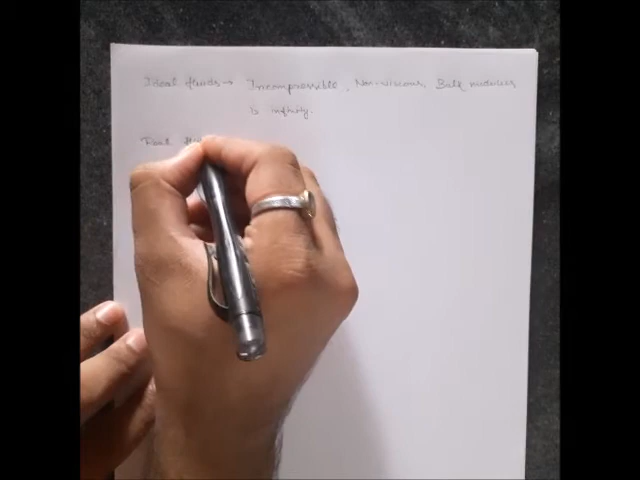 Ideal fluids → Incompressible, Non-viscous, Bulk modulus
is infinity.
Real